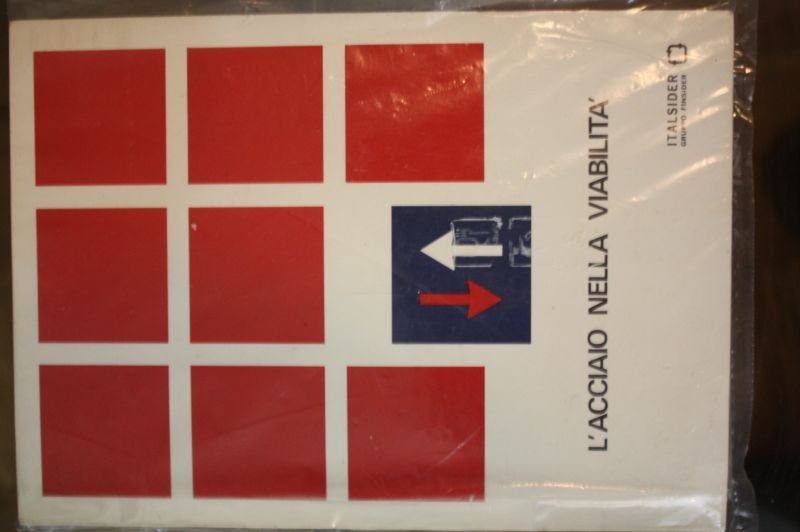 L'ACCIAIO NELLA VIABILITA'
ITALSIDER
GRUPPO FINSIDER